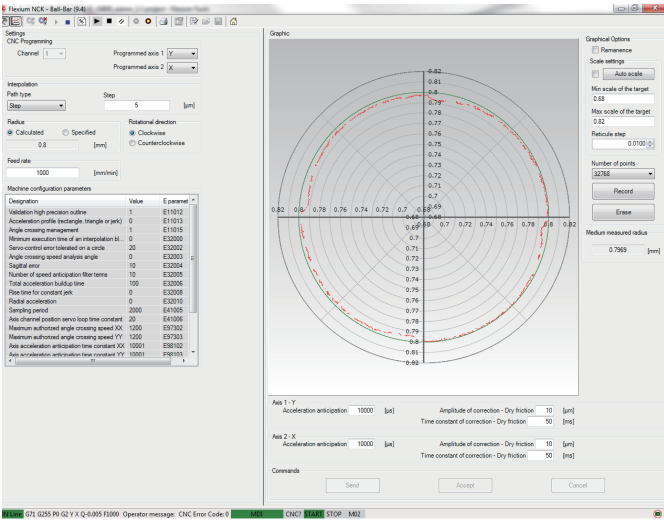 Flexium NCK - Ball-Bar (9.4)
Settings
CNC Programming
Channel 1
Programmed axis 1 Y
Programmed axis 2 X
Interpolation
Path type Step
Step 5 [µm]
Radius
Calculated Specified
0.8 [mm]
Rotational direction
Clockwise
Counterclockwise
Feed rate
1000 [mm/min]
Machine configuration parameters
Designation Value E paramet
Validation high precision outline 1 E11012
Acceleration profile (rectangle, triangle or jerk) 0 E11013
Angle crossing management 1 E11015
Minimum execution time of an interpolation bl... 0 E32000
Servo-control error tolerated on a circle 20 E32002
Angle crossing speed analysis angle 0 E32003
Sagittal error 10 E32004
Number of speed anticipation filter terms 10 E32005
Total acceleration buildup time 100 E32006
Rise time for constant jerk 0 E32008
Radial acceleration 0 E32010
Sampling period 2000 E41005
Axis channel position servo loop time constant 20 E41006
Maximum authorized angle crossing speed XX 1200 E97302
Maximum authorized angle crossing speed YY 1200 E97303
Axis acceleration anticipation time constant XX 10001 E98102
Axis acceleration anticipation time constant YY 10001 E98103
Graphic
0.82
0.81
0.8
0.79
0.78
0.77
0.76
0.75
0.74
0.73
0.72
0.71
0.7
0.69
0.82 0.8 0.78 0.76 0.74 0.72 0.7 0.68 0.68 0.7 0.72 0.74 0.76 0.78 0.8 0.82
0.69
0.7
0.71
0.72
0.73
0.74
0.75
0.76
0.77
0.78
0.79
0.8
0.81
0.82
Axis 1 - Y
Acceleration anticipation 10000 [µs] Amplitude of correction - Dry friction 10 [µm]
Time constant of correction - Dry friction 50 [ms]
Axis 2 - X
Acceleration anticipation 10000 [µs] Amplitude of correction - Dry friction 10 [µm]
Time constant of correction - Dry friction 50 [ms]
Commands
Send Accept Cancel
Graphical Options
Remanence
Scale settings
Auto scale
Min scale of the target
0.68
Max scale of the target
0.82
Reticule step
0.0100
Number of points
32768
Record
Erase
Medium measured radius
0.7969 [mm]
IN Line G71 G255 P0 G2 Y X Q-0.005 F1000 Operator message: CNC Error Code: 0 MDI CNC? START STOP M02